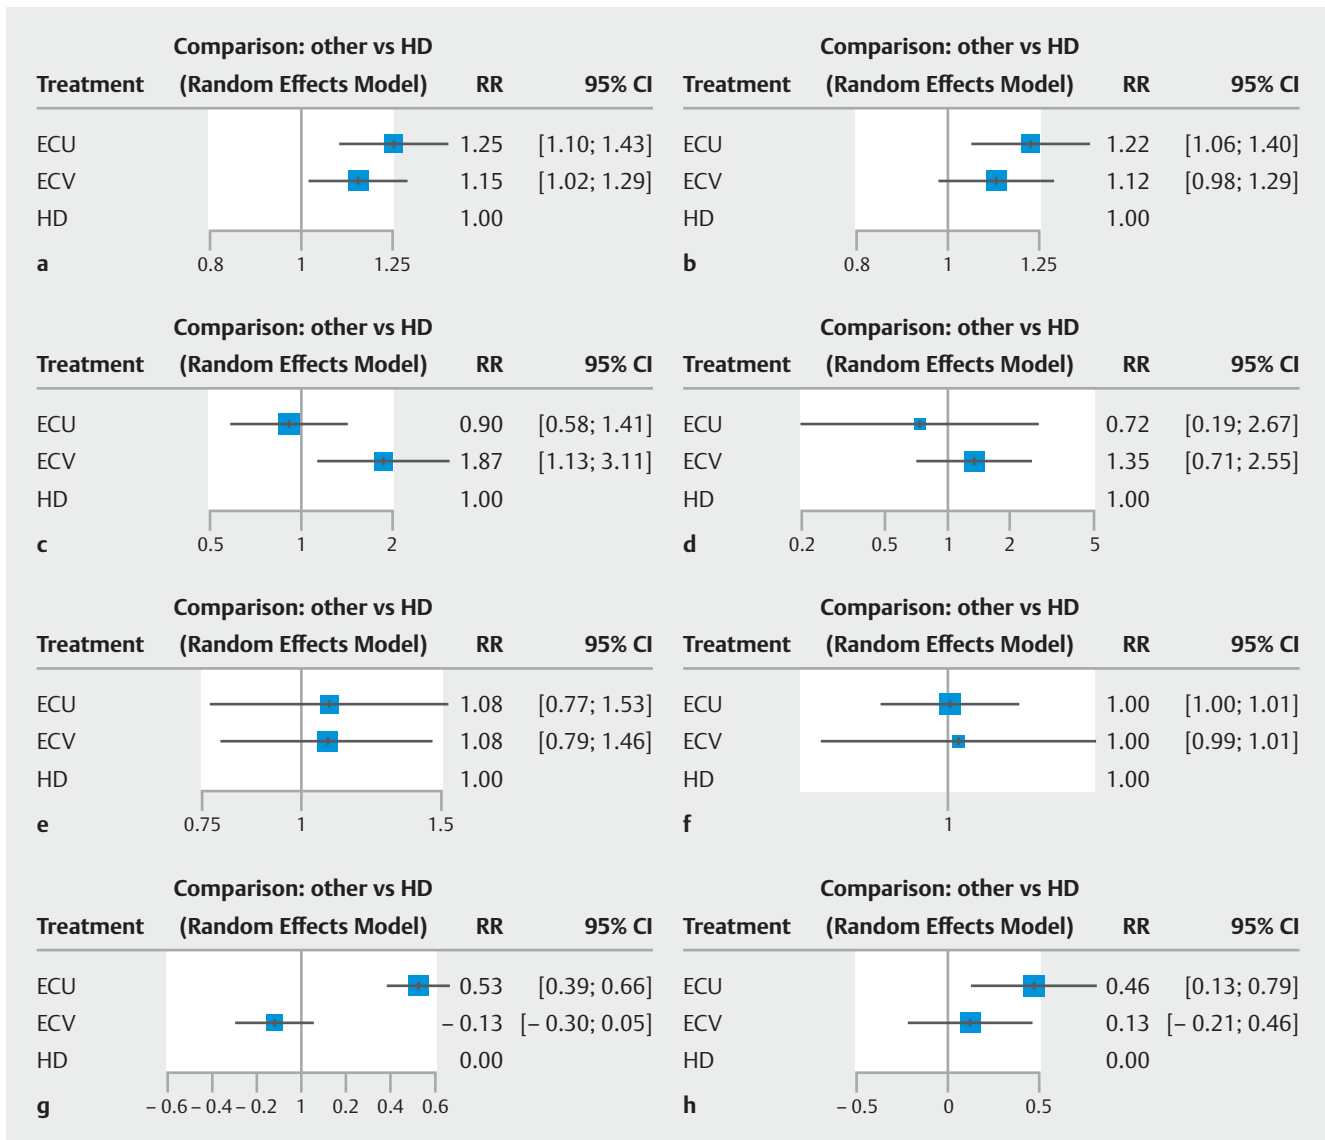 Comparison: other vs HD
Treatment (Random Effects Model) RR 95% CI
ECU 1.25 [1.10; 1.43]
ECV 1.15 [1.02; 1.29]
HD 1.00
0.8 1 1.25
a
Comparison: other vs HD
Treatment (Random Effects Model) RR 95% CI
ECU 1.22 [1.06; 1.40]
ECV 1.12 [0.98; 1.29]
HD 1.00
0.8 1 1.25
b
Comparison: other vs HD
Treatment (Random Effects Model) RR 95% CI
ECU 0.90 [0.58; 1.41]
ECV 1.87 [1.13; 3.11]
HD 1.00
0.5 1 2
c
Comparison: other vs HD
Treatment (Random Effects Model) RR 95% CI
ECU 0.72 [0.19; 2.67]
ECV 1.35 [0.71; 2.55]
HD 1.00
0.2 0.5 1 2 5
d
Comparison: other vs HD
Treatment (Random Effects Model) RR 95% CI
ECU 1.08 [0.77; 1.53]
ECV 1.08 [0.79; 1.46]
HD 1.00
0.75 1 1.5
e
Comparison: other vs HD
Treatment (Random Effects Model) RR 95% CI
ECU 1.00 [1.00; 1.01]
ECV 1.00 [0.99; 1.01]
HD 1.00
1
f
Comparison: other vs HD
Treatment (Random Effects Model) RR 95% CI
ECU 0.53 [0.39; 0.66]
ECV – 0.13 [– 0.30; 0.05]
HD 0.00
– 0.6 – 0.4 – 0.2 1 0.2 0.4 0.6
g
Comparison: other vs HD
Treatment (Random Effects Model) RR 95% CI
ECU 0.46 [0.13; 0.79]
ECV 0.13 [– 0.21; 0.46]
HD 0.00
– 0.5 0 0.5
h